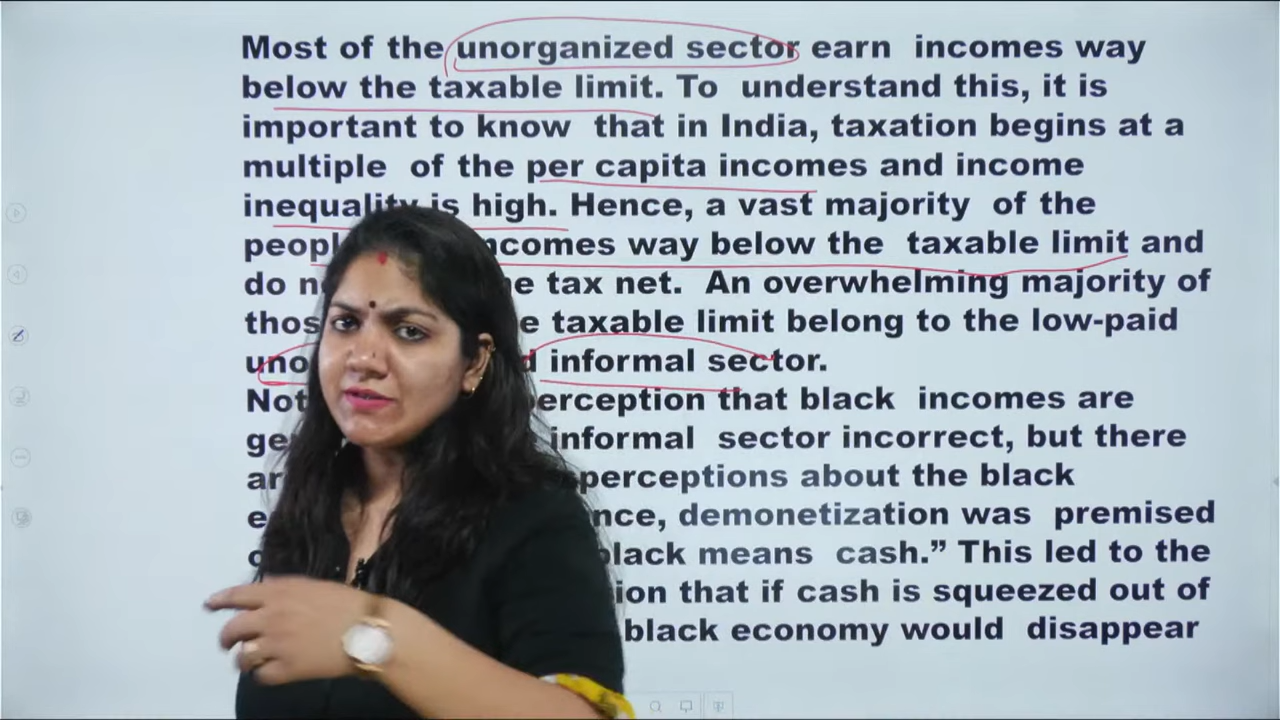 Most of the unorganized sector earn incomes way
below the taxable limit. To understand this, it is
important to know that in India, taxation begins at a
multiple of the per capita incomes and income
inequality is high. Hence, a vast majority of the
incomes way below the taxable limit and
do the tax net. An overwhelming majority of
taxable limit belong to the low-paid
informal sector.
that black incomes are
informal sector incorrect, but there
about the black
demonetization was premised
black means cash.” This led to the
that if cash is squeezed out of
black economy would disappear